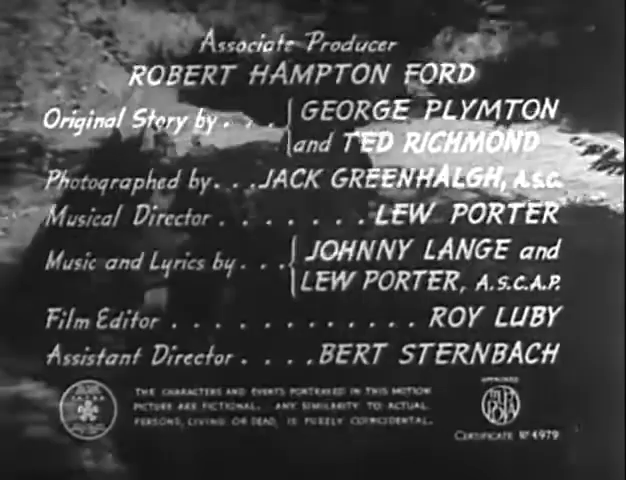 Associate Producer
ROBERT HAMPTON FORD
Original Story by . . . GEORGE PLYMTON
and TED RICHMOND
Photographed by. . . JACK GREENHALGH, A.S.C.
Musical Director . . . . . . . LEW PORTER
Music and Lyrics by. . . JOHNNY LANGE and
LEW PORTER, A.S.C.A.P.
Film Editor . . . . . . . . . . . . ROY LUBY
Assistant Director . . . . BERT STERNBACH
THE CHARACTERS AND EVENTS PORTRAYED IN THIS MOTION
PICTURE ARE FICTIONAL. ANY SIMILARITY TO ACTUAL
PERSONS, LIVING OR DEAD, IS PURELY COINCIDENTAL.
APPROVED
CERTIFICATE Nº 4979